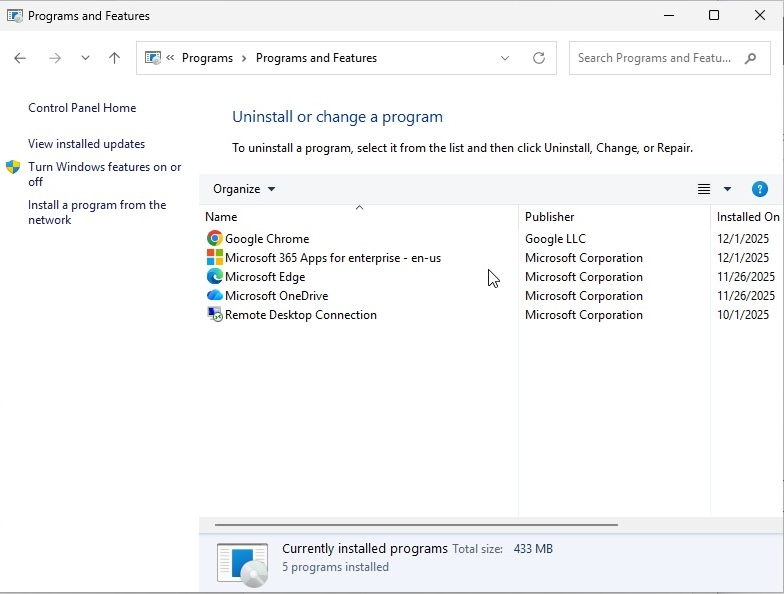 Programs and Features
« Programs > Programs and Features
Search Programs and Featu...
Control Panel Home
View installed updates
Turn Windows features on or
off
Install a program from the
network
Uninstall or change a program
To uninstall a program, select it from the list and then click Uninstall, Change, or Repair.
Organize
?
Name Publisher Installed On
Google Chrome Google LLC 12/1/2025
Microsoft 365 Apps for enterprise - en-us Microsoft Corporation 12/1/2025
Microsoft Edge Microsoft Corporation 11/26/2025
Microsoft OneDrive Microsoft Corporation 11/26/2025
Remote Desktop Connection Microsoft Corporation 10/1/2025
Currently installed programs Total size: 433 MB
5 programs installed